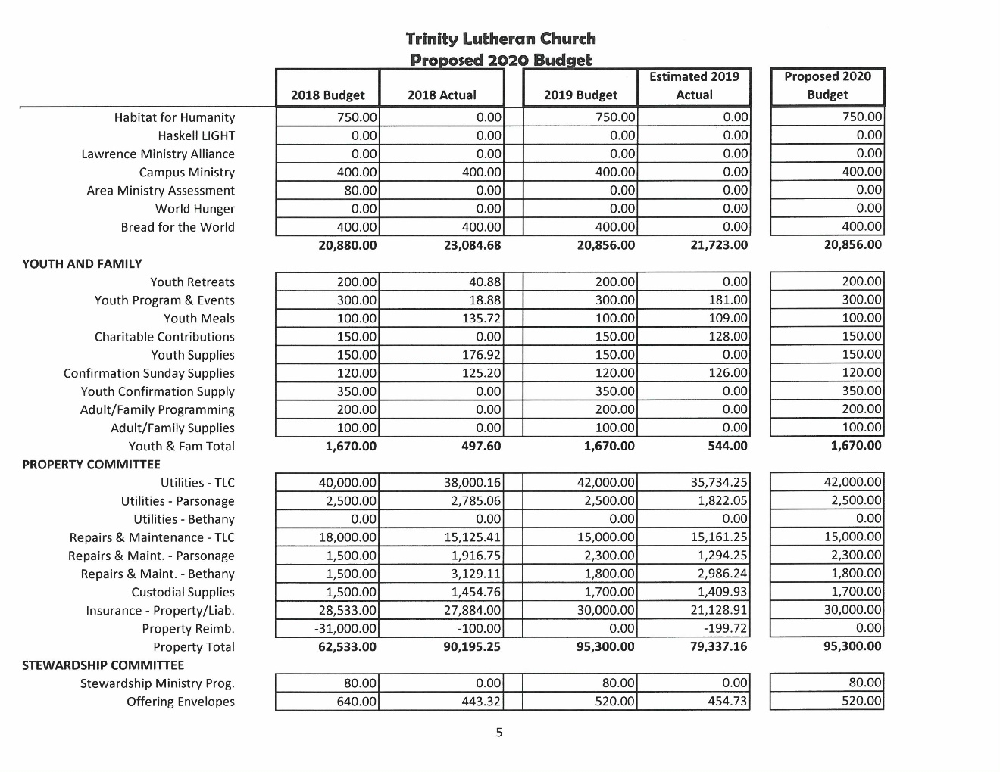 Trinity Lutheran Church
Proposed 2020 Budget
2018 Budget 2018 Actual 2019 Budget Estimated 2019 Actual Proposed 2020 Budget
Habitat for Humanity 750.00 0.00 750.00 0.00 750.00
Haskell LIGHT 0.00 0.00 0.00 0.00 0.00
Lawrence Ministry Alliance 0.00 0.00 0.00 0.00 0.00
Campus Ministry 400.00 400.00 400.00 0.00 400.00
Area Ministry Assessment 80.00 0.00 0.00 0.00 0.00
World Hunger 0.00 0.00 0.00 0.00 0.00
Bread for the World 400.00 400.00 400.00 0.00 400.00
20,880.00 23,084.68 20,856.00 21,723.00 20,856.00
YOUTH AND FAMILY
Youth Retreats 200.00 40.88 200.00 0.00 200.00
Youth Program & Events 300.00 18.88 300.00 181.00 300.00
Youth Meals 100.00 135.72 100.00 109.00 100.00
Charitable Contributions 150.00 0.00 150.00 128.00 150.00
Youth Supplies 150.00 176.92 150.00 0.00 150.00
Confirmation Sunday Supplies 120.00 125.20 120.00 126.00 120.00
Youth Confirmation Supply 350.00 0.00 350.00 0.00 350.00
Adult/Family Programming 200.00 0.00 200.00 0.00 200.00
Adult/Family Supplies 100.00 0.00 100.00 0.00 100.00
Youth & Fam Total 1,670.00 497.60 1,670.00 544.00 1,670.00
PROPERTY COMMITTEE
Utilities - TLC 40,000.00 38,000.16 42,000.00 35,734.25 42,000.00
Utilities - Parsonage 2,500.00 2,785.06 2,500.00 1,822.05 2,500.00
Utilities - Bethany 0.00 0.00 0.00 0.00 0.00
Repairs & Maintenance - TLC 18,000.00 15,125.41 15,000.00 15,161.25 15,000.00
Repairs & Maint. - Parsonage 1,500.00 1,916.75 2,300.00 1,294.25 2,300.00
Repairs & Maint. - Bethany 1,500.00 3,129.11 1,800.00 2,986.24 1,800.00
Custodial Supplies 1,500.00 1,454.76 1,700.00 1,409.93 1,700.00
Insurance - Property/Liab. 28,533.00 27,884.00 30,000.00 21,128.91 30,000.00
Property Reimb. -31,000.00 -100.00 0.00 -199.72 0.00
Property Total 62,533.00 90,195.25 95,300.00 79,337.16 95,300.00
STEWARDSHIP COMMITTEE
Stewardship Ministry Prog. 80.00 0.00 80.00 0.00 80.00
Offering Envelopes 640.00 443.32 520.00 454.73 520.00
5